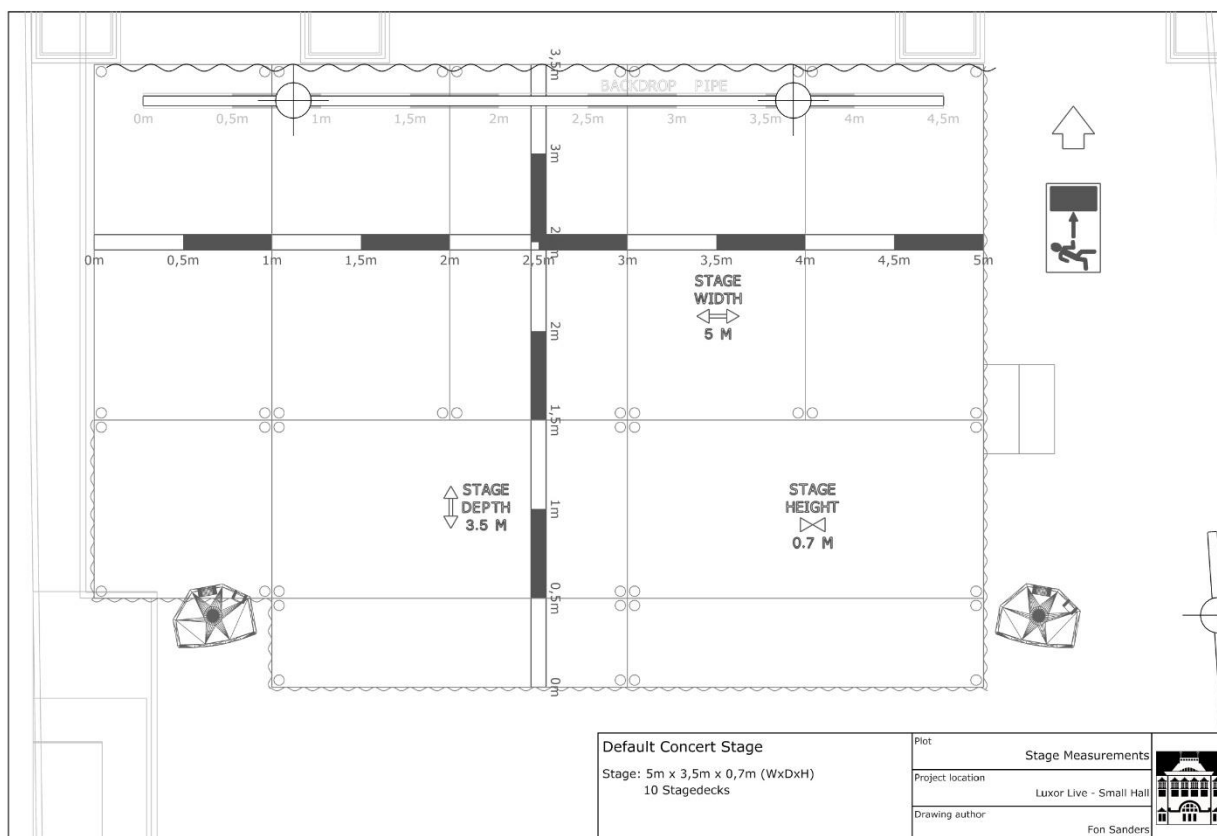 3,5m
BACKDROP PIPE
0m 0,5m 1m 1,5m 2m 2,5m 3m 3,5m 4m 4,5m
3m
0m 0,5m 1m 1,5m 2m 2,5m 3m 3,5m 4m 4,5m 5m
STAGE
WIDTH
5 M
2m
1,5m
STAGE
DEPTH
3.5 M
1m
STAGE
HEIGHT
0.7 M
0,5m
0m
Default Concert Stage
Stage: 5m x 3,5m x 0,7m (WxDxH)
10 Stagedecks
Plot
Stage Measurements
Project location
Luxor Live - Small Hall
Drawing author
Fon Sanders